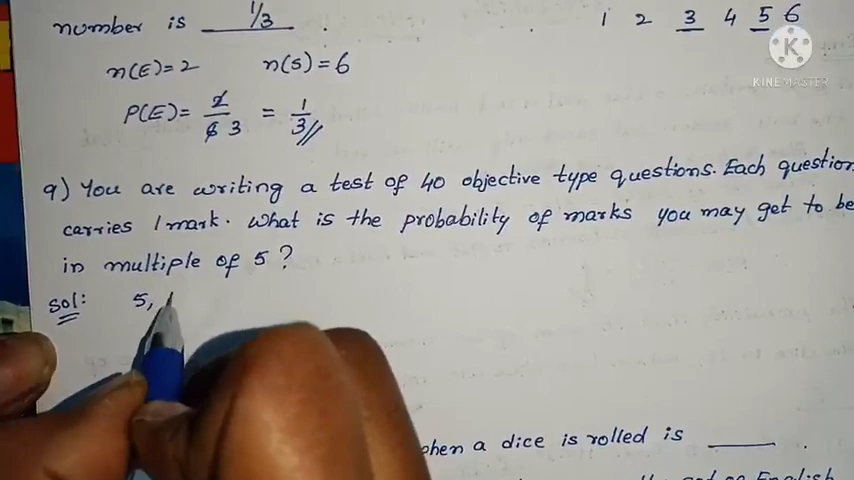 number is 1/3 .
1 2 3 4 5 6
n(E)=2 n(S)=6
P(E)= 2/6 3 = 1/3//
KINEMASTER
9) You are writing a test of 40 objective type questions. Each question
carries 1 mark. What is the probability of marks you may get to be
in multiple of 5?
Sol: 5,
when a dice is rolled is ______ .
English